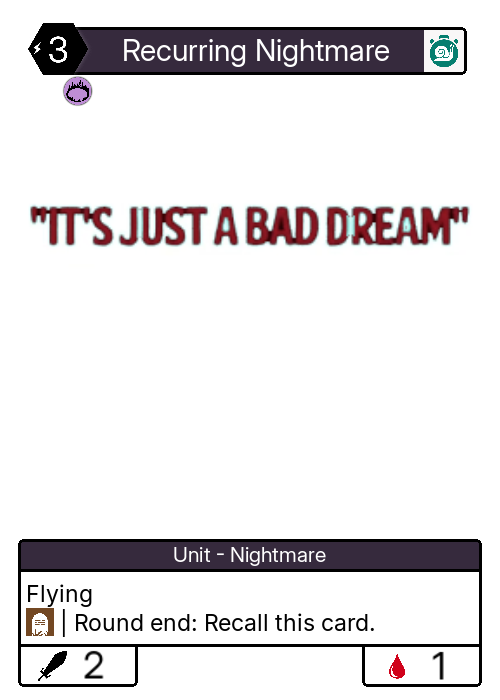 3
Recurring Nightmare
"IT'S JUST A BAD DREAM"
Unit - Nightmare
Flying
| Round end: Recall this card.
2
1